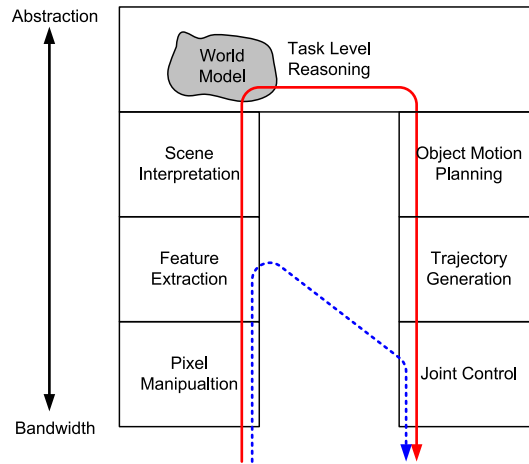 Abstraction
World
Model
Task Level
Reasoning
Scene
Interpretation
Object Motion
Planning
Feature
Extraction
Trajectory
Generation
Pixel
Manipualtion
Joint Control
Bandwidth